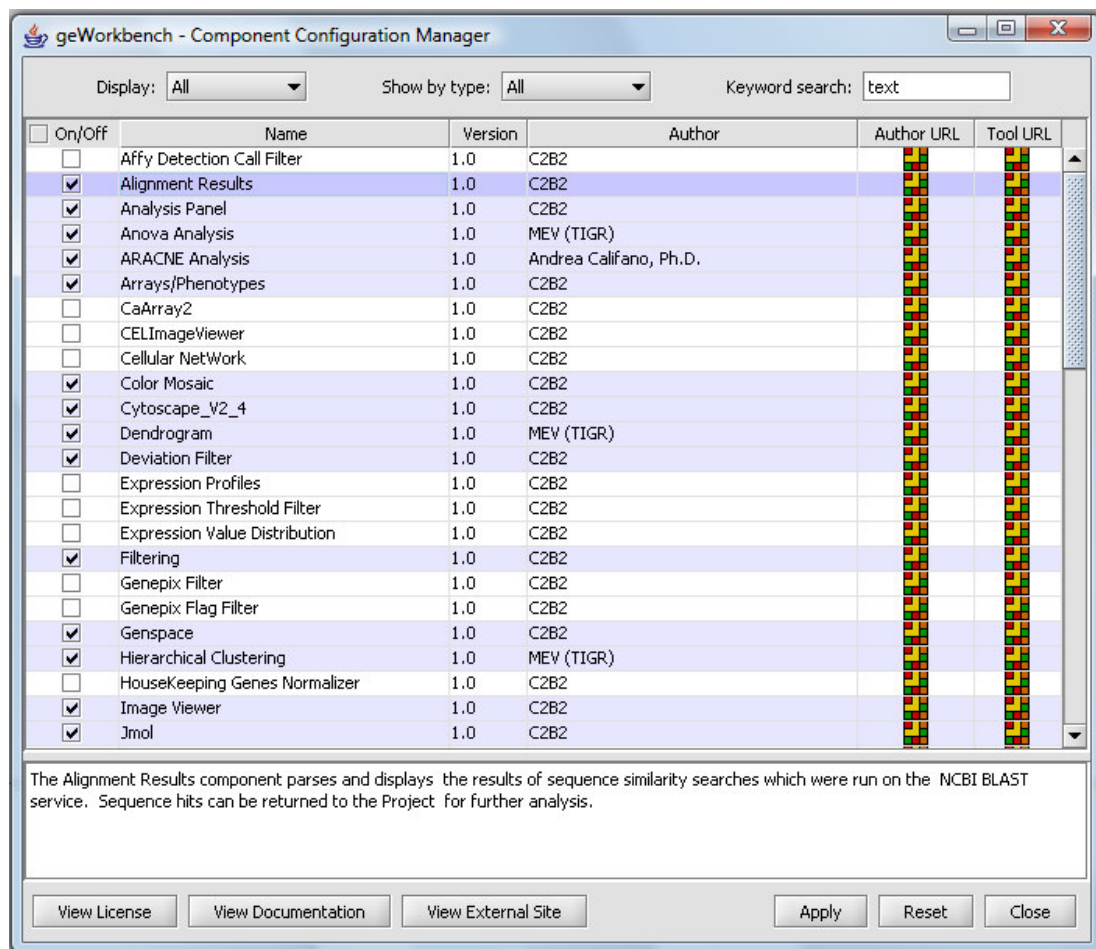 geWorkbench - Component Configuration Manager
Display: All Show by type: All Keyword search: text
On/Off Name Version Author Author URL Tool URL
Affy Detection Call Filter 1.0 C2B2
Alignment Results 1.0 C2B2
Analysis Panel 1.0 C2B2
Anova Analysis 1.0 MEV (TIGR)
ARACNE Analysis 1.0 Andrea Califano, Ph.D.
Arrays/Phenotypes 1.0 C2B2
CaArray2 1.0 C2B2
CELImageViewer 1.0 C2B2
Cellular NetWork 1.0 C2B2
Color Mosaic 1.0 C2B2
Cytoscape_V2_4 1.0 C2B2
Dendrogram 1.0 MEV (TIGR)
Deviation Filter 1.0 C2B2
Expression Profiles 1.0 C2B2
Expression Threshold Filter 1.0 C2B2
Expression Value Distribution 1.0 C2B2
Filtering 1.0 C2B2
Genepix Filter 1.0 C2B2
Genepix Flag Filter 1.0 C2B2
Genspace 1.0 C2B2
Hierarchical Clustering 1.0 MEV (TIGR)
HouseKeeping Genes Normalizer 1.0 C2B2
Image Viewer 1.0 C2B2
Jmol 1.0 C2B2
The Alignment Results component parses and displays the results of sequence similarity searches which were run on the NCBI BLAST
service. Sequence hits can be returned to the Project for further analysis.
View License View Documentation View External Site Apply Reset Close